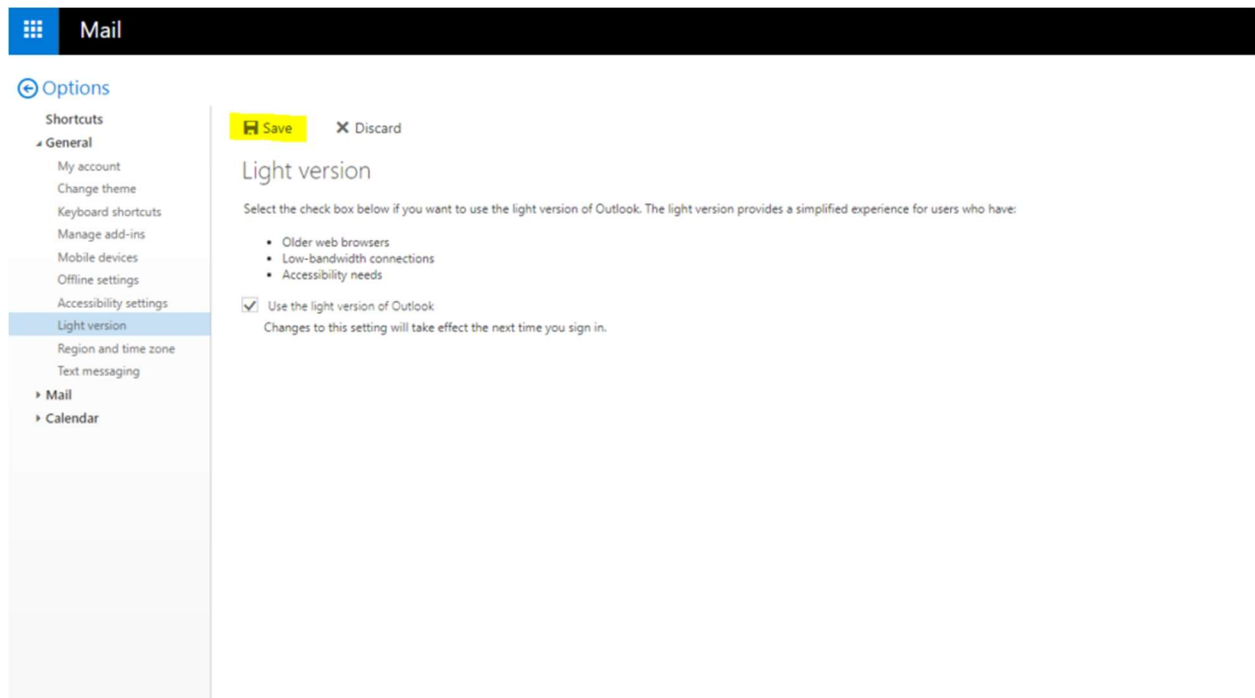 Mail
Options
Shortcuts
General
My account
Change theme
Keyboard shortcuts
Manage add-ins
Mobile devices
Offline settings
Accessibility settings
Light version
Region and time zone
Text messaging
Mail
Calendar
Save Discard
Light version
Select the check box below if you want to use the light version of Outlook. The light version provides a simplified experience for users who have:
• Older web browsers
• Low-bandwidth connections
• Accessibility needs
Use the light version of Outlook
Changes to this setting will take effect the next time you sign in.